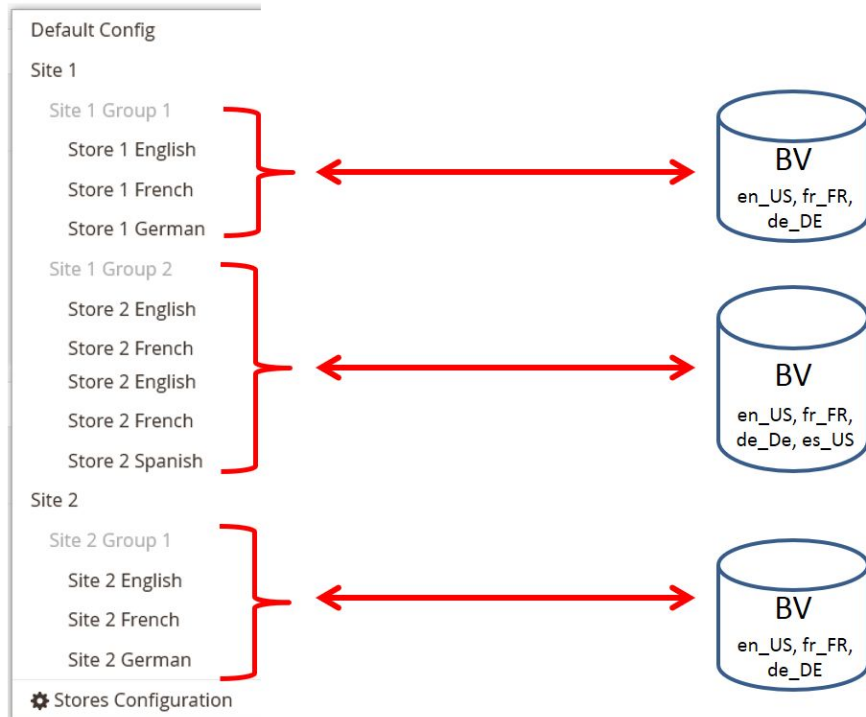 Default Config
Site 1
Site 1 Group 1
Store 1 English
Store 1 French
Store 1 German
Site 1 Group 2
Store 2 English
Store 2 French
Store 2 English
Store 2 French
Store 2 Spanish
Site 2
Site 2 Group 1
Site 2 English
Site 2 French
Site 2 German
Stores Configuration
BV
en_US, fr_FR,
de_DE
BV
en_US, fr_FR,
de_De, es_US
BV
en_US, fr_FR,
de_DE